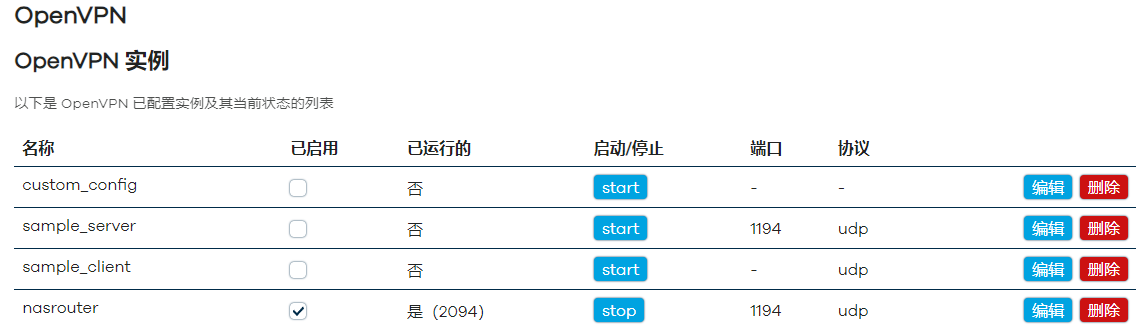 OpenVPN
OpenVPN 实例
以下是 OpenVPN 已配置实例及其当前状态的列表
名称 已启用 已运行的 启动/停止 端口 协议
custom_config 否 start - - 编辑 删除
sample_server 否 start 1194 udp 编辑 删除
sample_client 否 start - udp 编辑 删除
nasrouter 是（2094） stop 1194 udp 编辑 删除